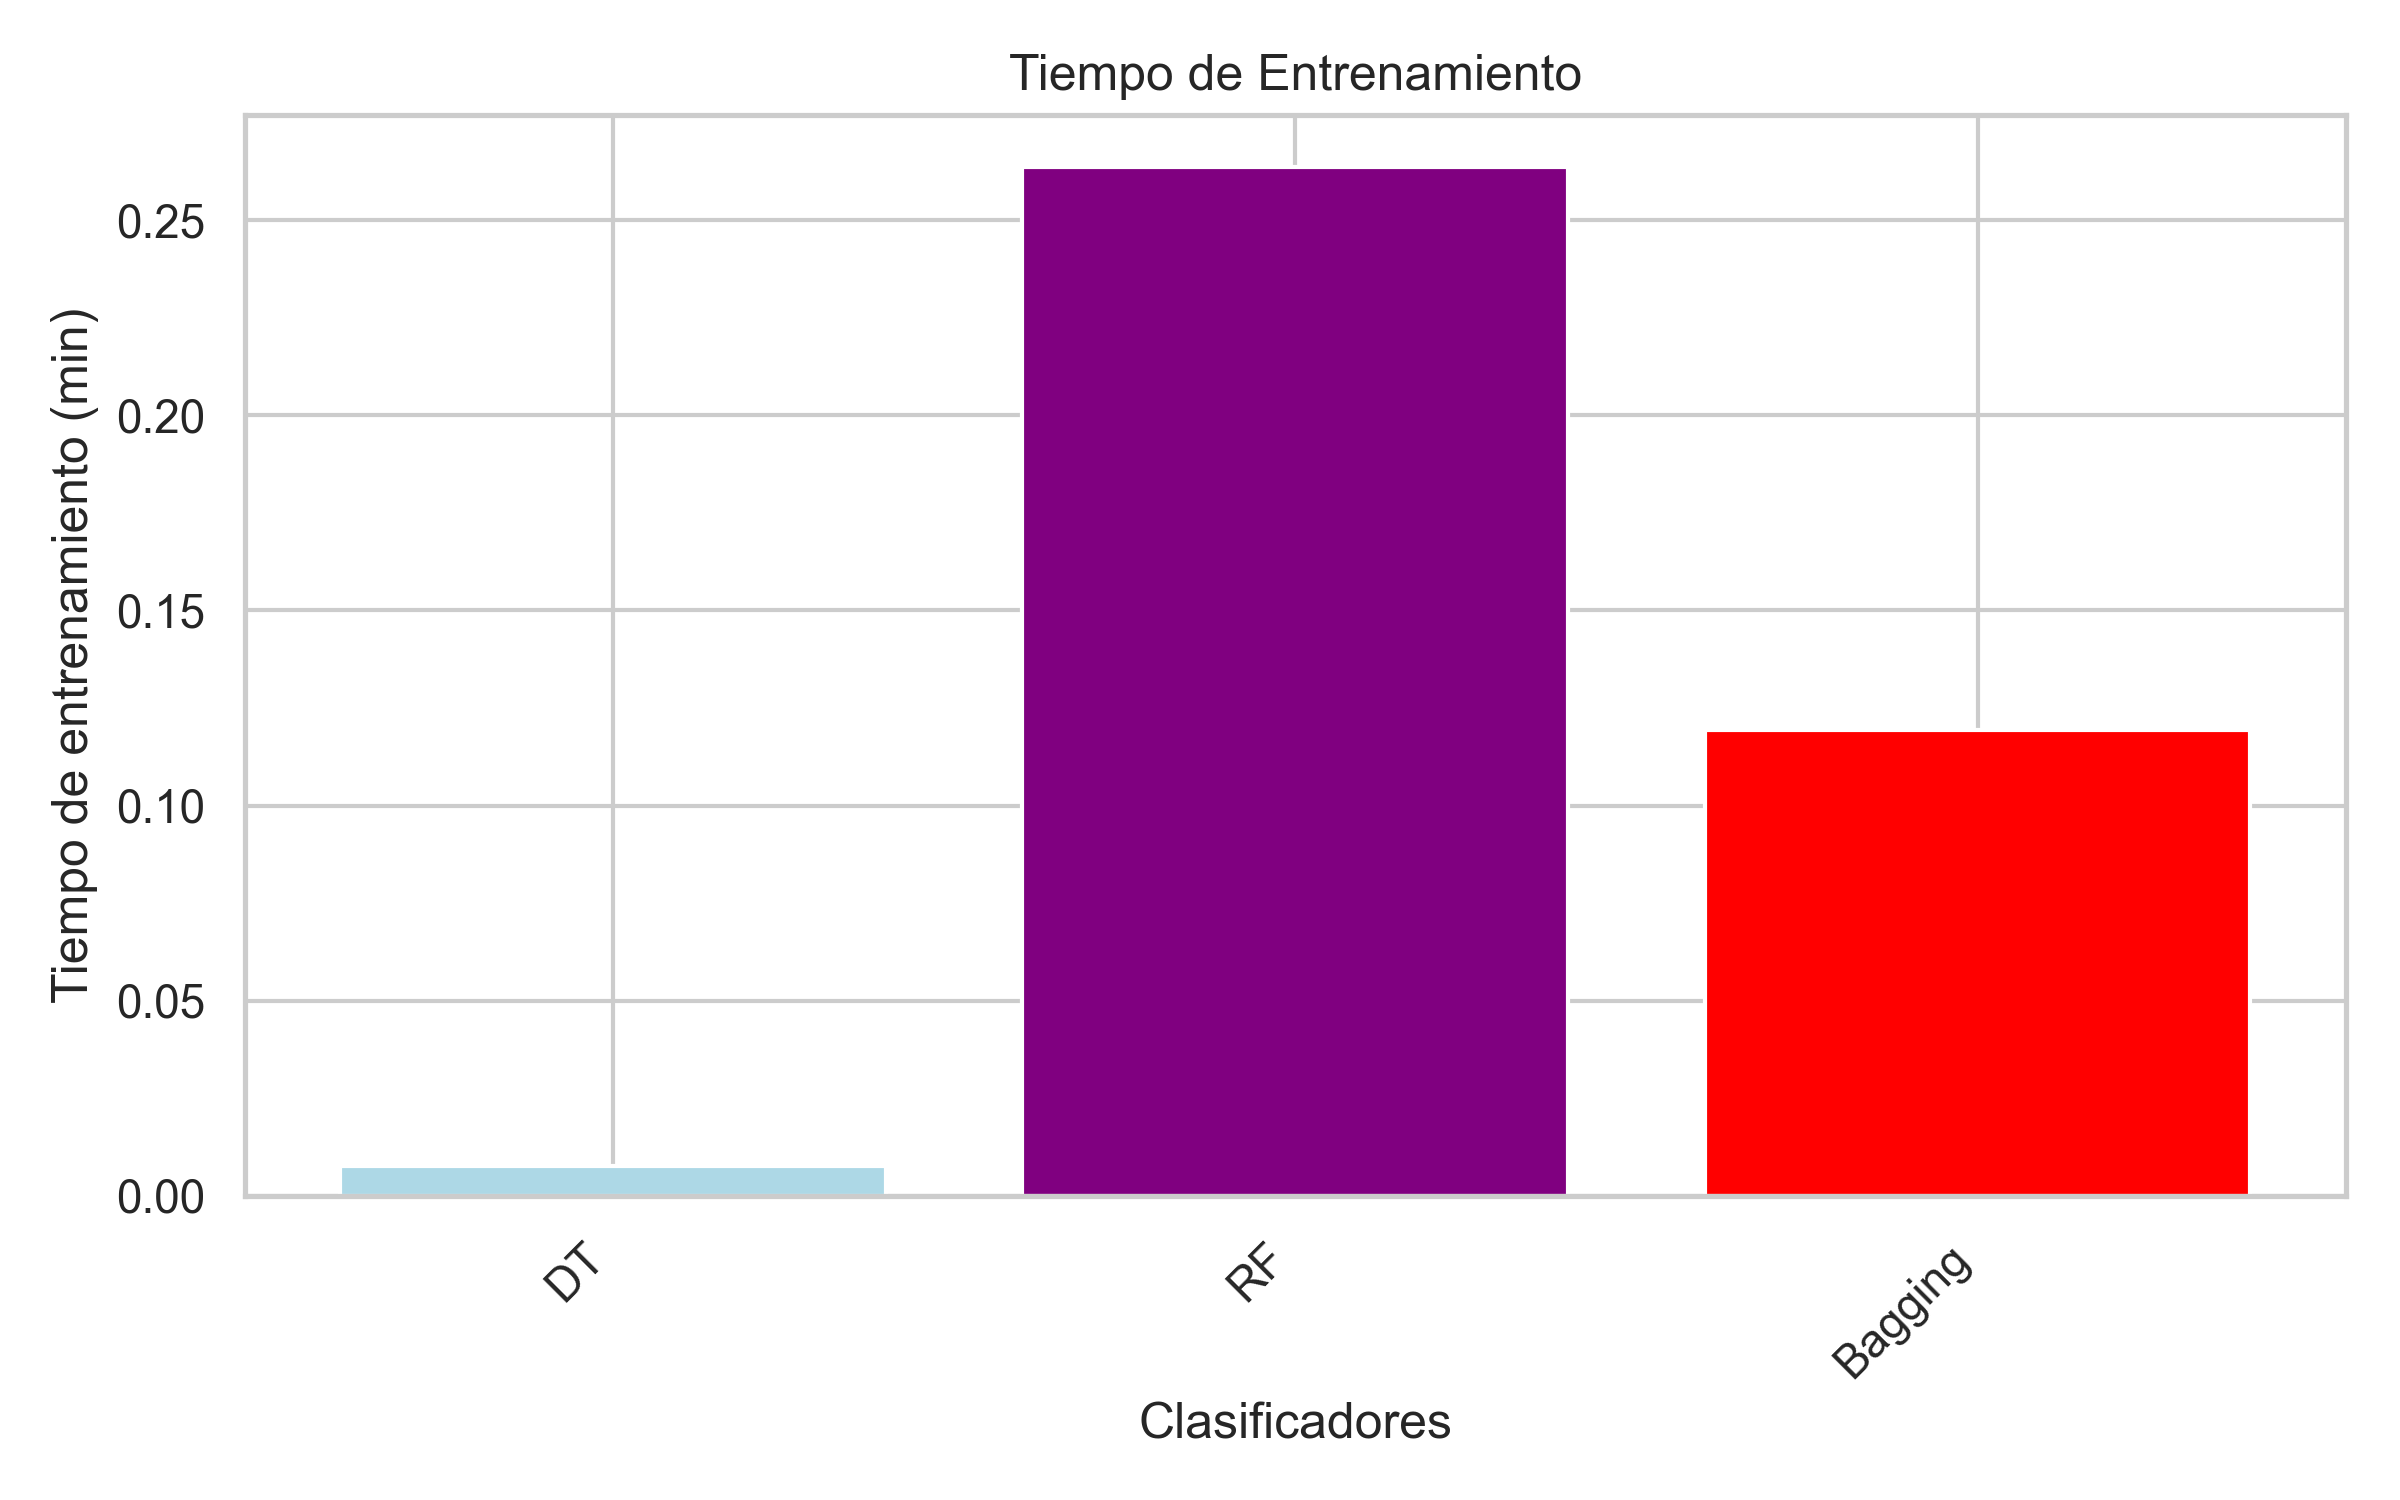 Tiempo de Entrenamiento
Tiempo de entrenamiento (min)
0.25
0.20
0.15
0.10
0.05
0.00
DT
RF
Bagging
Clasificadores